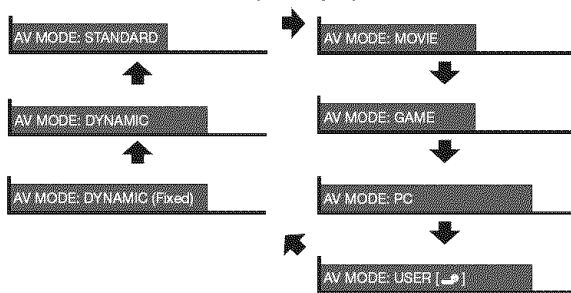 AV MODE: STANDARD
AV MODE: MOVIE
AV MODE: GAME
AV MODE: PC
AV MODE: USER [ ]
AV MODE: DYNAMIC (Fixed)
AV MODE: DYNAMIC